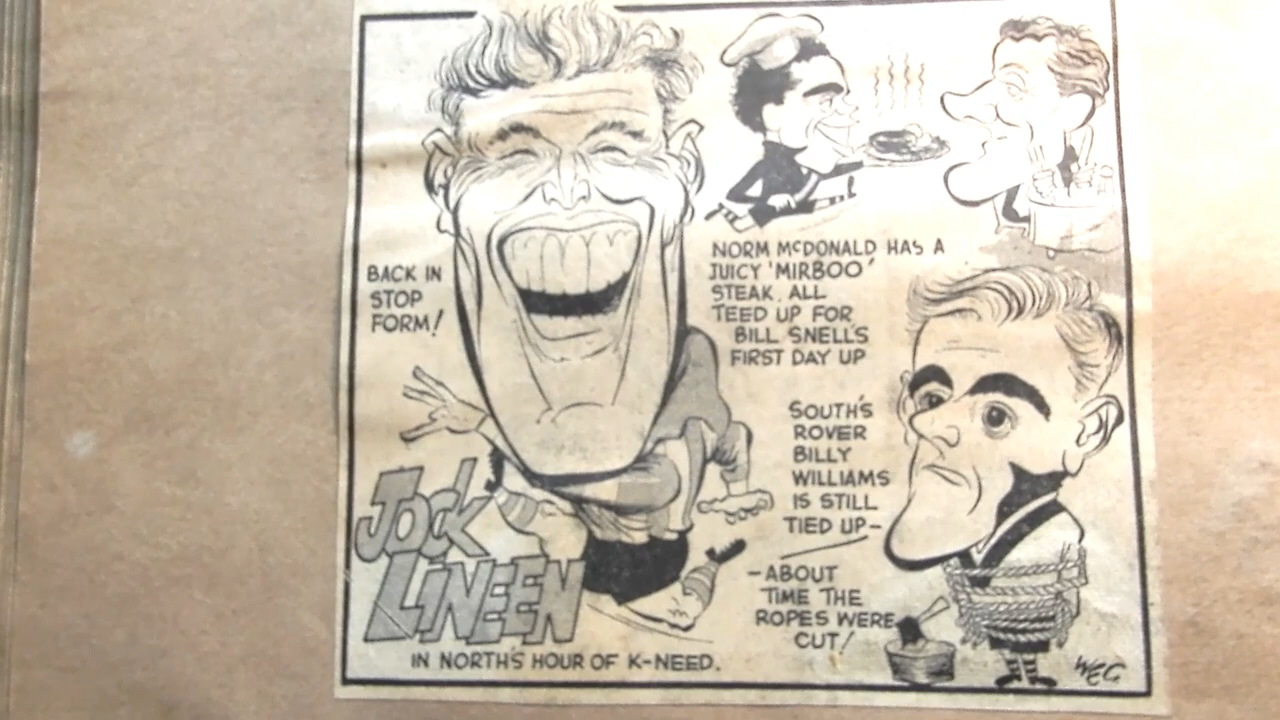 BACK IN
STOP
FORM!
JOCK
LINEEN
IN NORTH'S HOUR OF K-NEED.
NORM McDONALD HAS A
JUICY 'MIRBOO'
STEAK, ALL
TEED UP FOR
BILL SNELL'S
FIRST DAY UP
SOUTH'S
ROVER
BILLY
WILLIAMS
IS STILL
TIED UP-
-ABOUT
TIME THE
ROPES WERE
CUT!
WEG